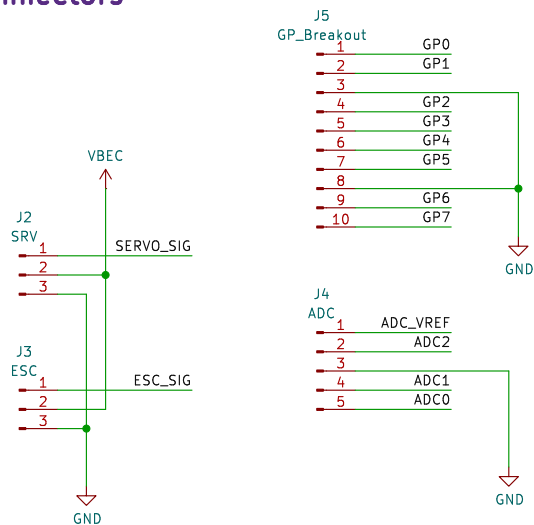 J5
GP_Breakout
1 GP0
2 GP1
3
4 GP2
5 GP3
6 GP4
7 GP5
8
9 GP6
10 GP7
GND
VBEC
J2
SRV
1 SERVO_SIG
2
3
J3
ESC
1 ESC_SIG
2
3
GND
J4
ADC
1 ADC_VREF
2 ADC2
3
4 ADC1
5 ADC0
GND